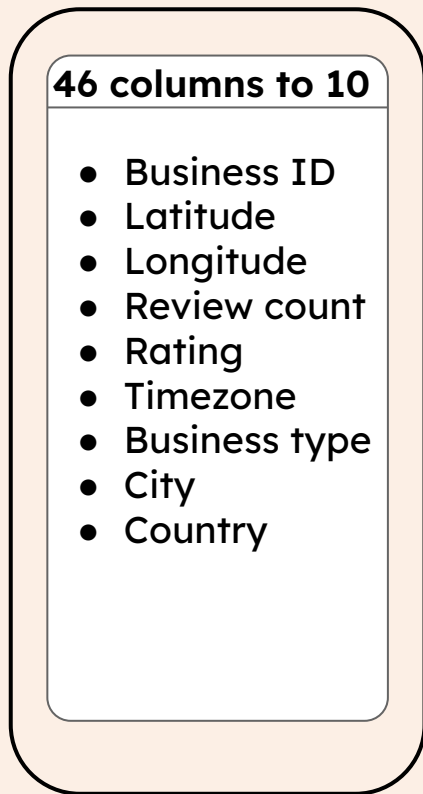 46 columns to 10
● Business ID
● Latitude
● Longitude
● Review count
● Rating
● Timezone
● Business type
● City
● Country